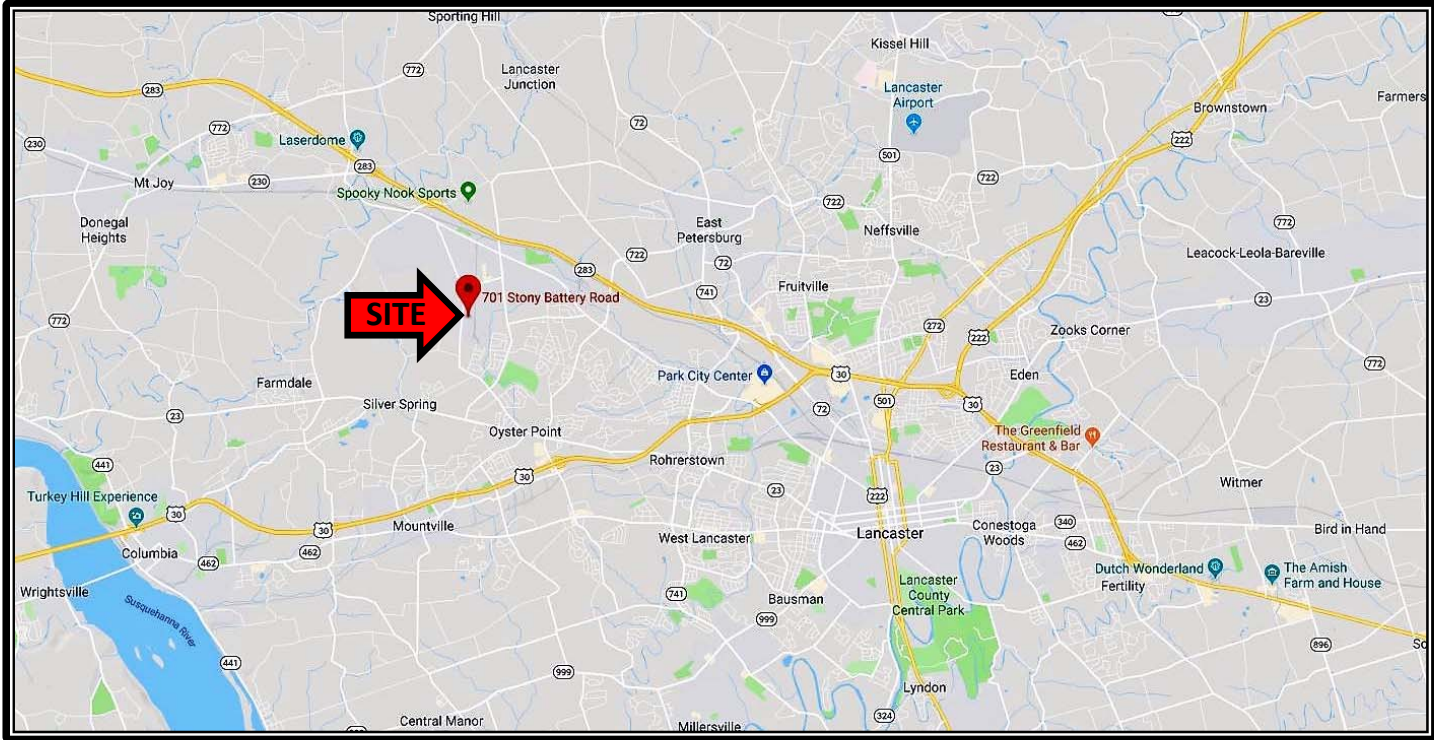 Sporting Hill
Kissel Hill
772
Lancaster
Junction
283
Lancaster
Airport
Farmers
Brownstown
772
72
222
230
Laserdome
283
501
Mt Joy
230
722
Spooky Nook Sports
722
Donegal
Heights
East
Petersburg
Neffsville
772
722
72
Leacock-Leola-Bareville
283
741
Fruitville
701 Stony Battery Road
SITE
23
772
272
222
Zooks Corner
Farmdale
Park City Center
30
Eden
772
23
Silver Spring
72
501
30
Oyster Point
The Greenfield
Restaurant & Bar
441
Rohrerstown
23
30
Turkey Hill Experience
30
23
222
Witmer
30
Mountville
Conestoga
Woods
340
Bird in Hand
Columbia
462
462
West Lancaster
Lancaster
462
Dutch Wonderland
Fertility
The Amish
Farm and House
Wrightsville
Susquehanna River
741
Bausman
Lancaster
County
Central Park
999
441
999
896
So
Lyndon
Central Manor
324
Millersville